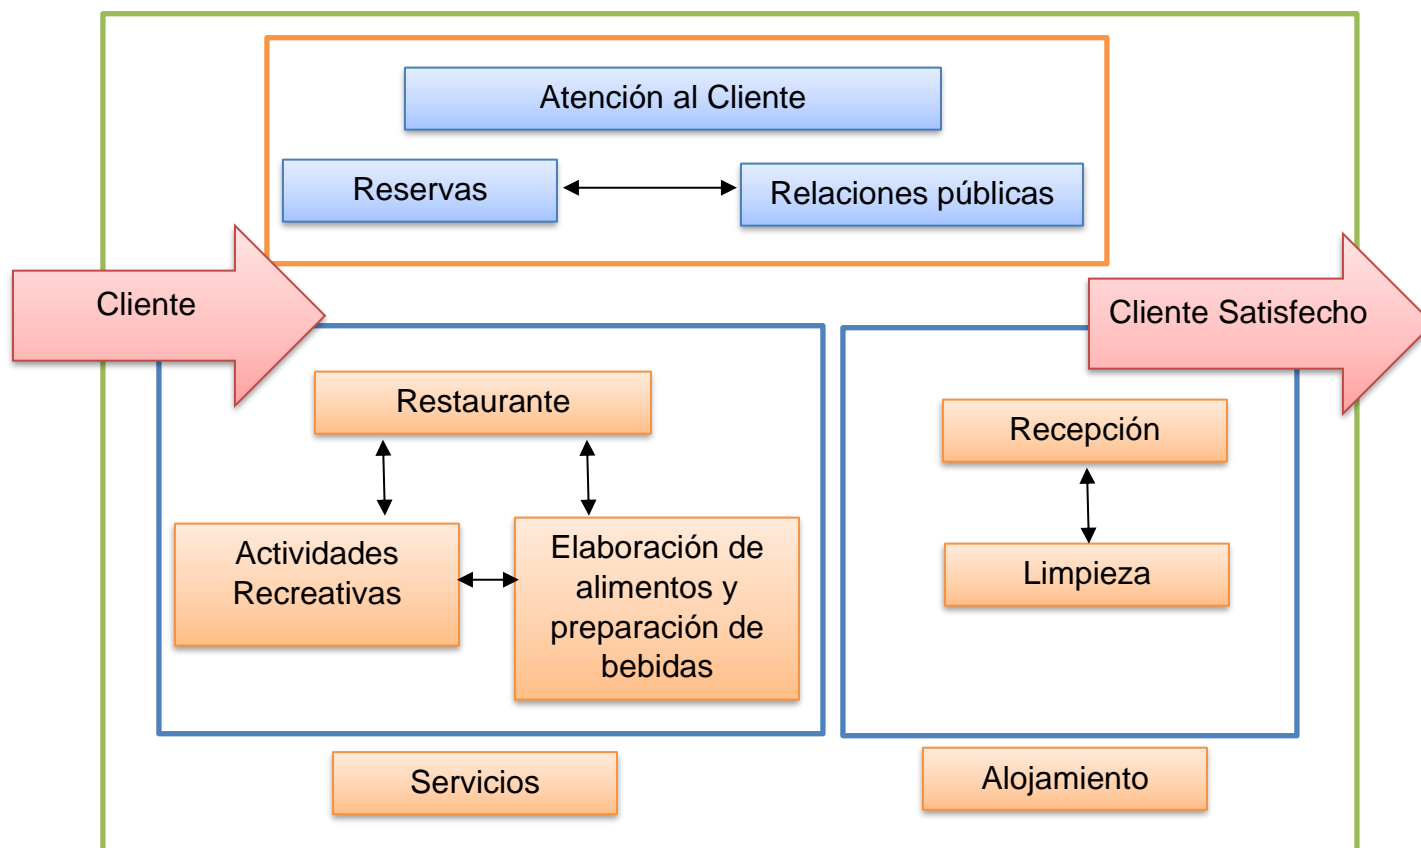 Atención al Cliente
Reservas
Relaciones públicas
Cliente
Cliente Satisfecho
Restaurante
Recepción
Actividades
Recreativas
Elaboración de
alimentos y
preparación de
bebidas
Limpieza
Servicios
Alojamiento